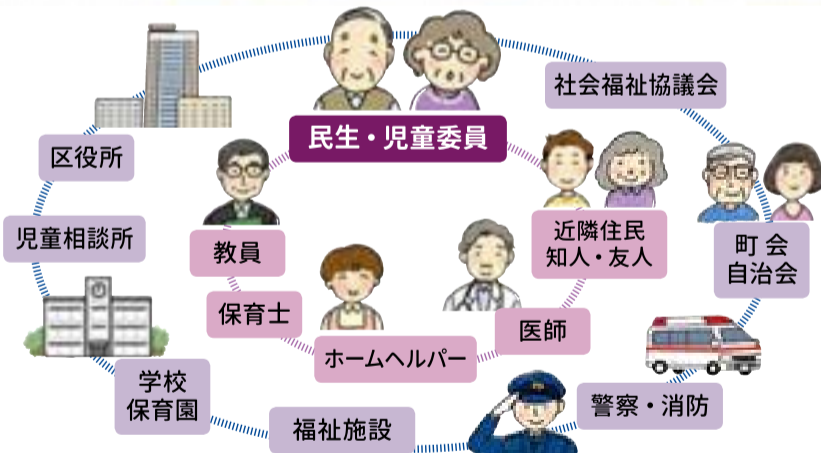 社会福祉協議会
民生・児童委員
区役所
近隣住民
知人・友人
児童相談所
教員
町会
自治会
保育士
医師
ホームヘルパー
学校
保育園
警察・消防
福祉施設